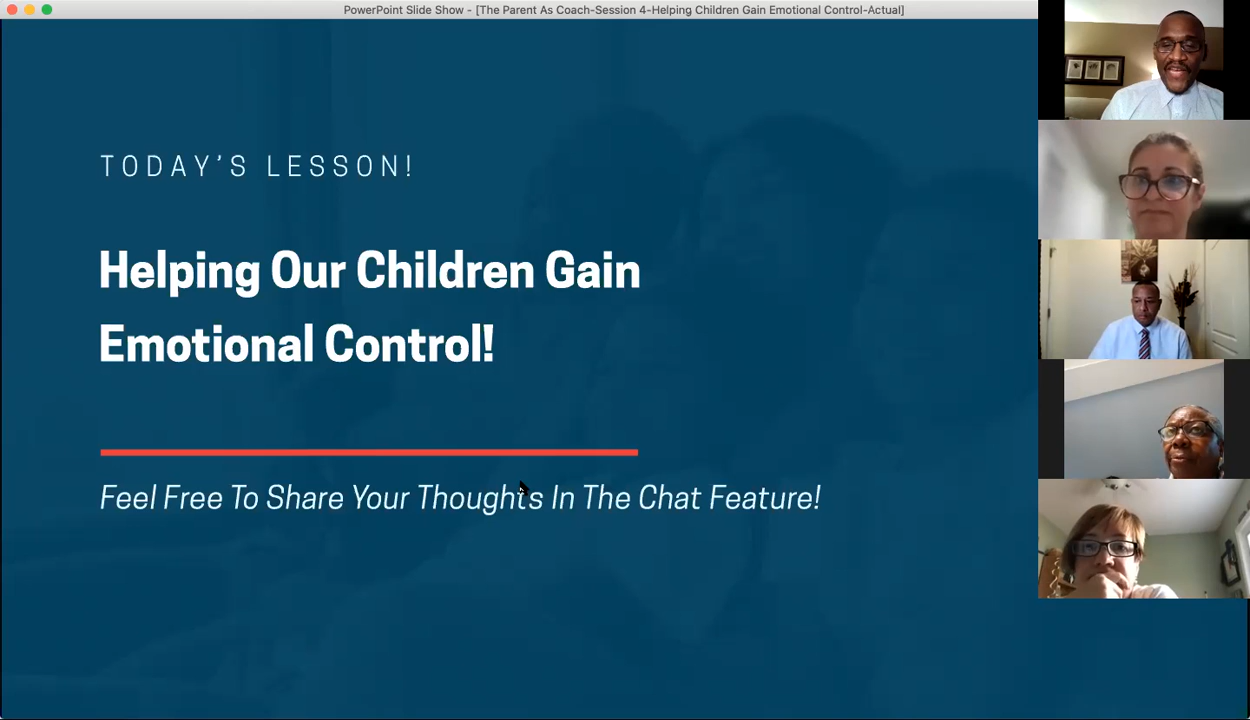 PowerPoint Slide Show - [The Parent As Coach-Session 4-Helping Children Gain Emotional Control-Actual]
TODAY’S LESSON!
Helping Our Children Gain
Emotional Control!
Feel Free To Share Your Thoughts In The Chat Feature!